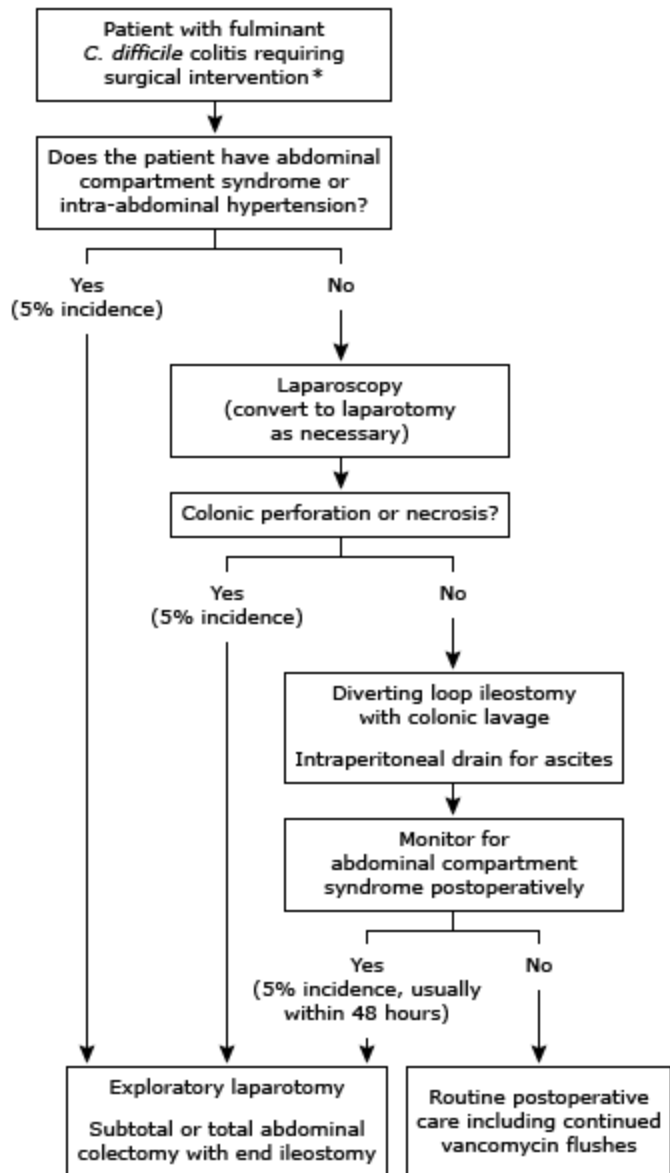 Patient with fulminant
C. difficile colitis requiring
surgical intervention*
Does the patient have abdominal
compartment syndrome or
intra-abdominal hypertension?
Yes
(5% incidence)
No
Laparoscopy
(convert to laparotomy
as necessary)
Colonic perforation or necrosis?
Yes
(5% incidence)
No
Diverting loop ileostomy
with colonic lavage
Intraperitoneal drain for ascites
Monitor for
abdominal compartment
syndrome postoperatively
Yes
(5% incidence, usually
within 48 hours)
No
Exploratory laparotomy
Subtotal or total abdominal
colectomy with end ileostomy
Routine postoperative
care including continued
vancomycin flushes